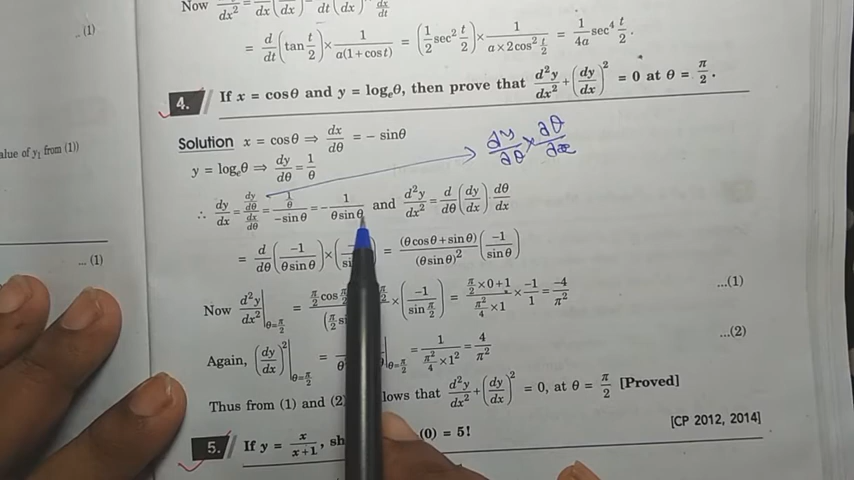 Now d²y/dx² = d/dx(dy/dx) = d/dt(dy/dx) dt/dx
= d/dt (tan t/2) × 1/a(1+cost) = (1/2 sec² t/2) × 1/(a×2cos² t/2) = 1/4a sec⁴ t/2 .
.. (1)
4. If x = cosθ and y = logₑθ, then prove that d²y/dx² + (dy/dx)² = 0 at θ = π/2 .
Solution x = cosθ ⇒ dx/dθ = – sinθ
alue of y₁ from (1))
y = logₑθ ⇒ dy/dθ = 1/θ
∂y/∂θ × ∂θ/∂x
∴ dy/dx = (dy/dθ)/(dx/dθ) = (1/θ)/(-sinθ) = – 1/(θsinθ) and d²y/dx² = d/dθ (dy/dx) · dθ/dx
... (1)
= d/dθ (-1/(θsinθ)) × ( = (θcosθ + sinθ)/(θsinθ)² (-1/sinθ)
Now d²y/dx²]θ=π/2 = × (-1/sin π/2) = (π/2 × 0+1)/(π²/4 × 1) × -1/1 = -4/π² ...(1)
Again, (dy/dx)²]θ=π/2 = ]θ=π/2 = 1/(π²/4 × 1²) = 4/π² ...(2)
Thus from (1) and (2) lows that d²y/dx² + (dy/dx)² = 0, at θ = π/2 [Proved]
5. If y = x/(x+1), sh (0) = 5! [CP 2012, 2014]